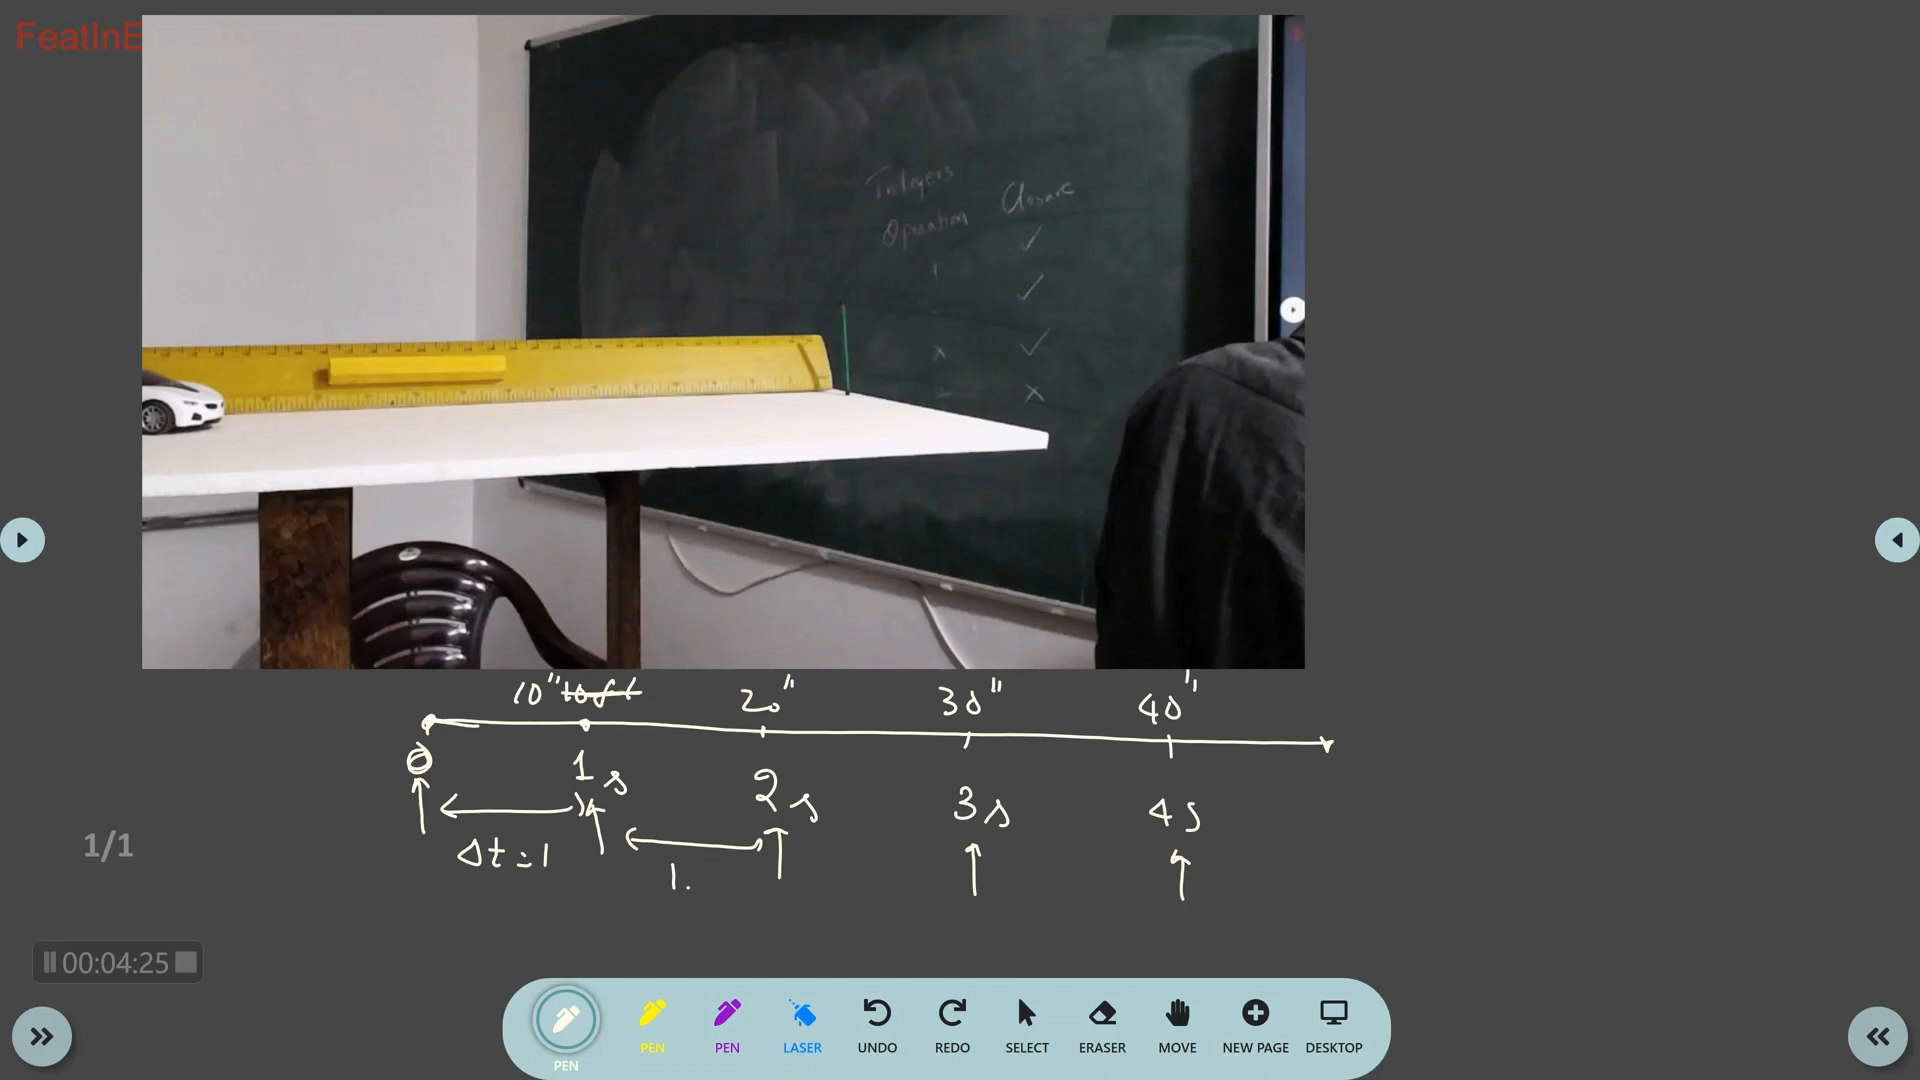 FeatInE
Integers
Operation Closure
✓
✓
× ✓
- ×
10" 10ft 20" 30" 40"
0 1 s 2 s 3 s 4 s
Δt = 1
1.
1/1
00:04:25
PEN PEN PEN LASER UNDO REDO SELECT ERASER MOVE NEW PAGE DESKTOP